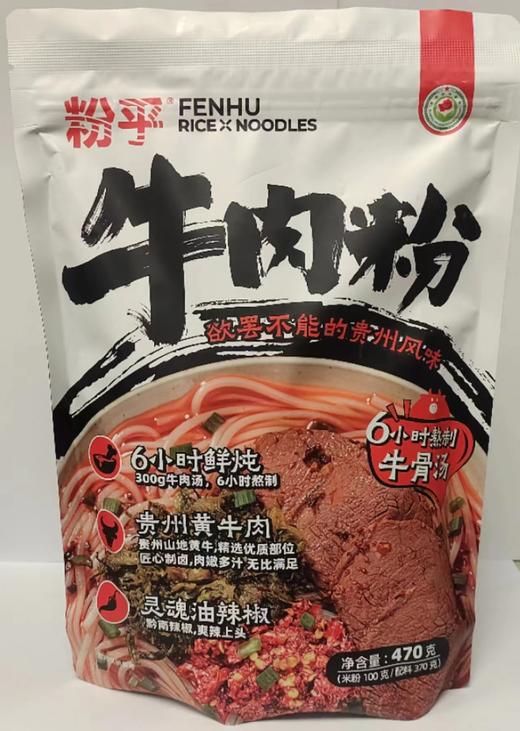 粉乎®
FENHU
RICE X NOODLES
牛肉粉
欲罢不能的贵州风味
6小时熬制
牛骨汤
6小时鲜炖
300g牛肉汤，6小时熬制
贵州黄牛肉
贵州山地黄牛，精选优质部位
匠心制卤，肉嫩多汁 无比满足
灵魂油辣椒
黔南辣椒，爽辣上头
净含量：470克
（米粉 100克/配料 370克）